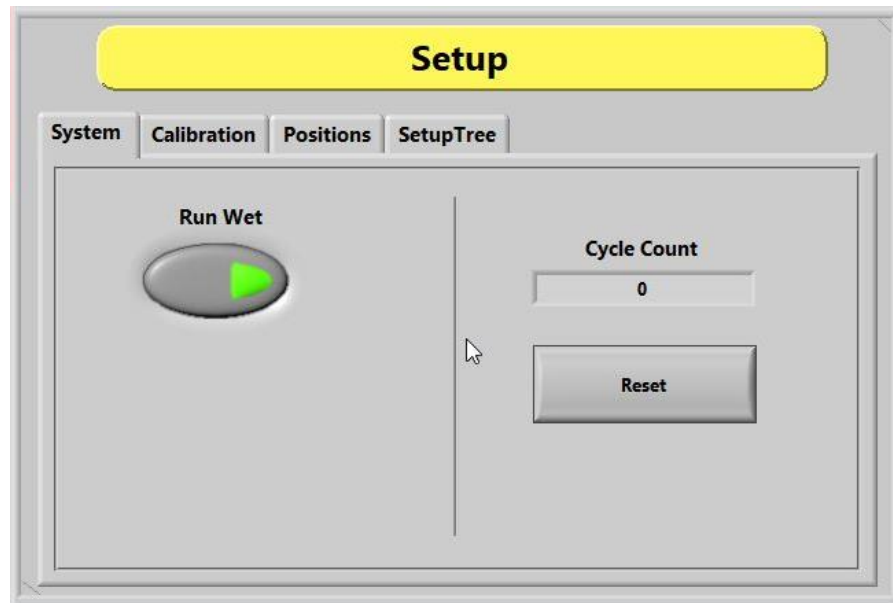 Setup
System Calibration Positions SetupTree
Run Wet
Cycle Count
0
Reset